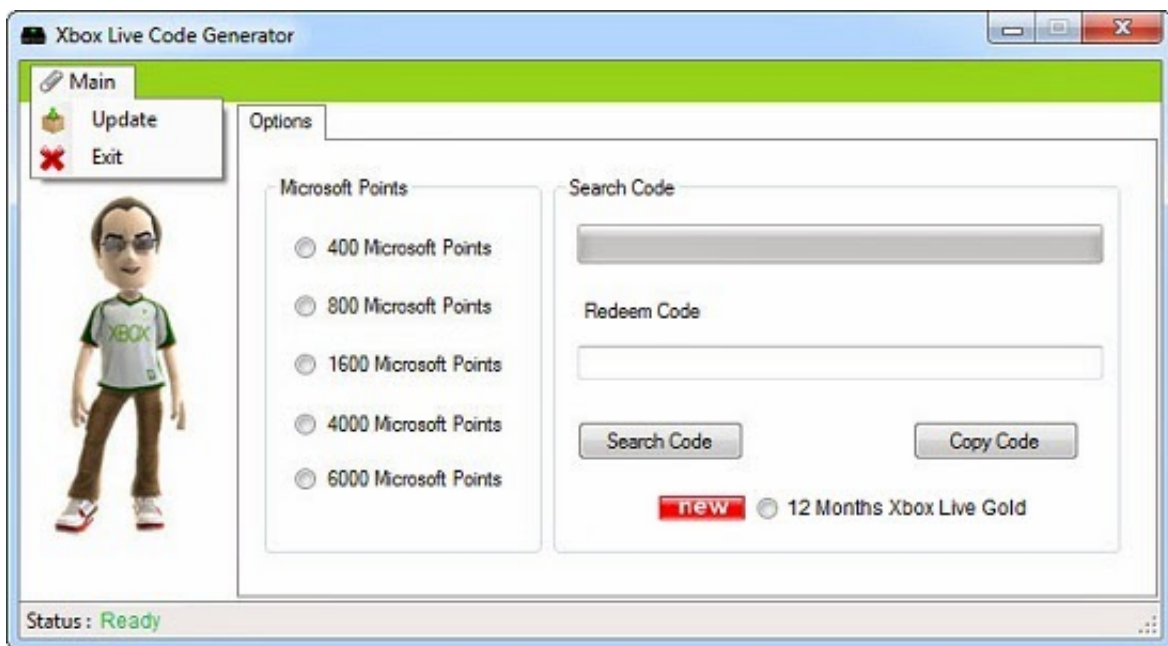 Xbox Live Code Generator
Main
Update
Exit
Options
Microsoft Points
400 Microsoft Points
800 Microsoft Points
1600 Microsoft Points
4000 Microsoft Points
6000 Microsoft Points
Search Code
Redeem Code
Search Code
Copy Code
new
12 Months Xbox Live Gold
XBOX
Status : Ready